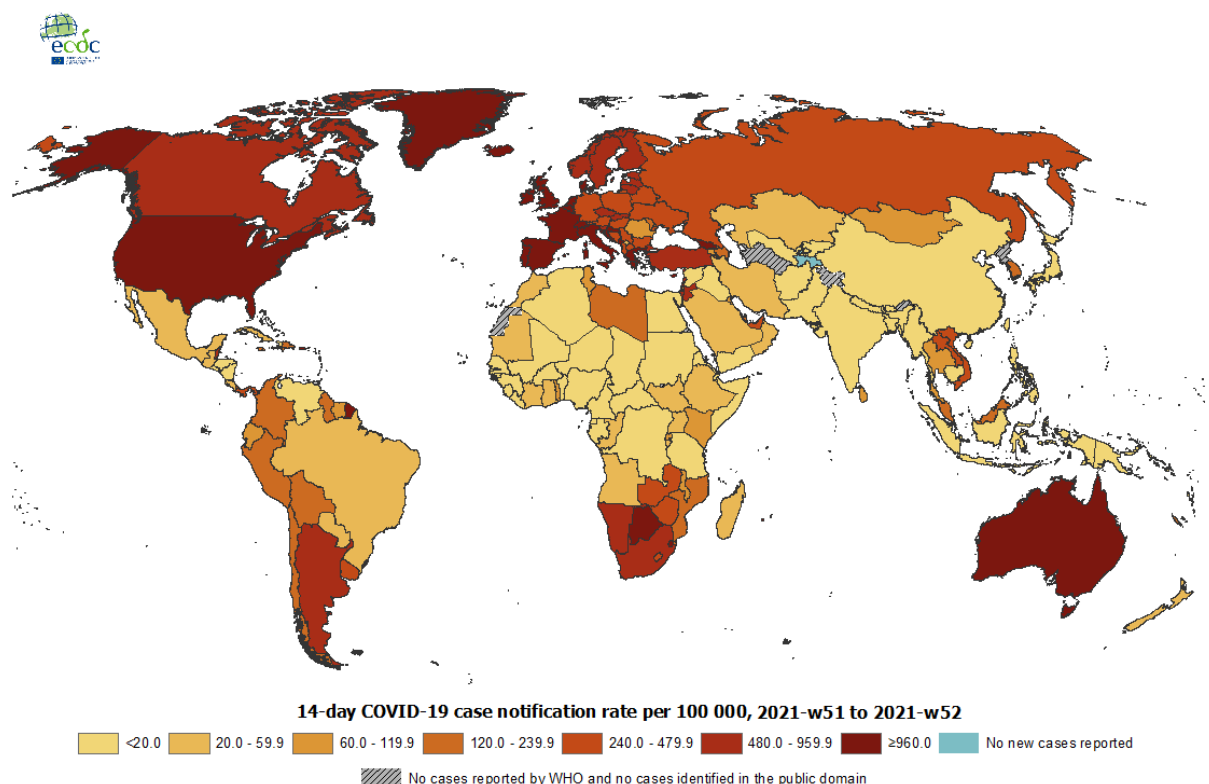 ecdc
14-day COVID-19 case notification rate per 100 000, 2021-w51 to 2021-w52
<20.0 20.0 - 59.9 60.0 - 119.9 120.0 - 239.9 240.0 - 479.9 480.0 - 959.9 ≥960.0 No new cases reported
No cases reported by WHO and no cases identified in the public domain